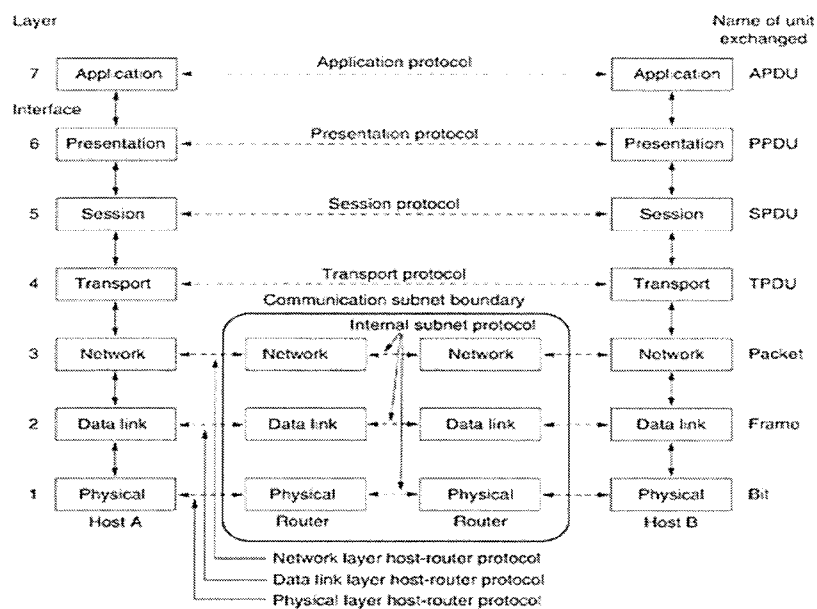 Layer
Name of unit exchanged
7 Application Application protocol Application APDU
Interface
6 Presentation Presentation protocol Presentation PPDU
5 Session Session protocol Session SPDU
4 Transport Transport protocol Transport TPDU
Communication subnet boundary
Internal subnet protocol
3 Network Network Network Network Packet
2 Data link Data link Data link Data link Frame
1 Physical Physical Physical Physical Bit
Host A Router Router Host B
Network layer host-router protocol
Data link layer host-router protocol
Physical layer host-router protocol